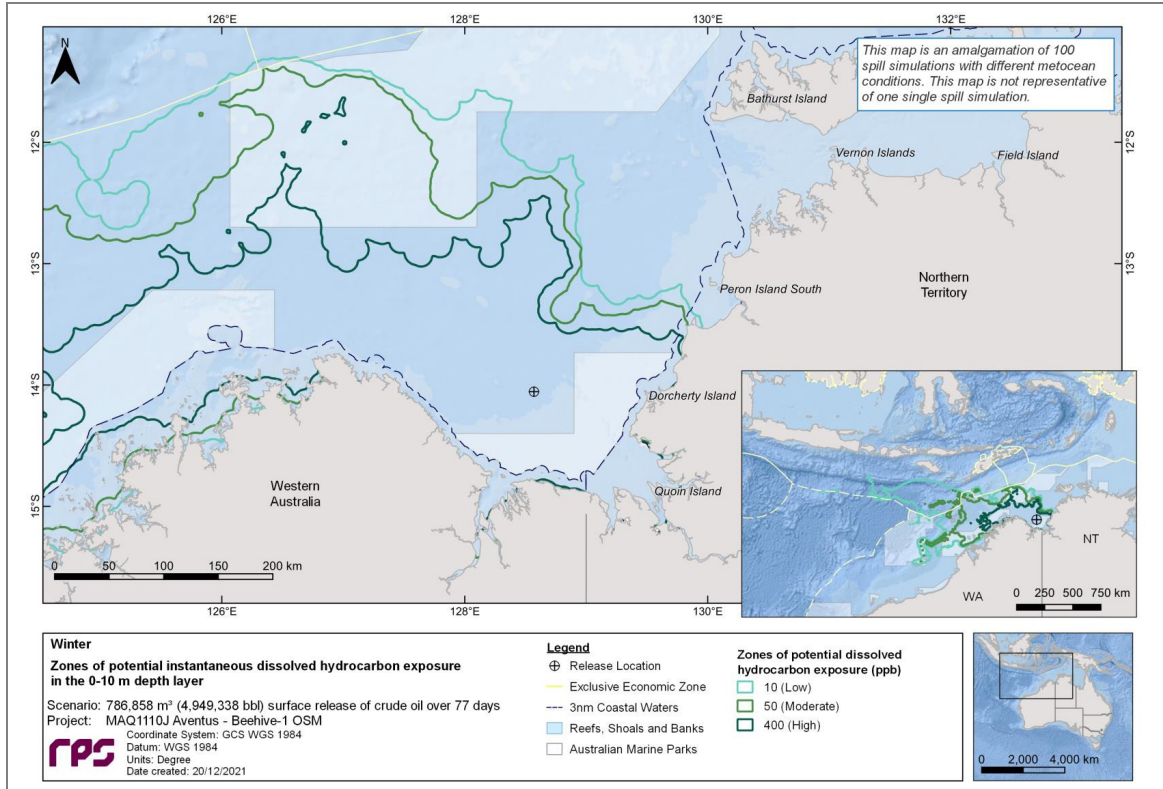 126°E
128°E
130°E
132°E
N
This map is an amalgamation of 100
spill simulations with different metocean
conditions. This map is not representative
of one single spill simulation.
Bathurst Island
12°S
12°S
Vernon Islands
Field Island
13°S
13°S
Peron Island South
Northern
Territory
14°S
Dorcherty Island
Western
Australia
Quoin Island
15°S
0 50 100 150 200 km
NT
WA
0 250 500 750 km
126°E
128°E
130°E
Winter
Zones of potential instantaneous dissolved hydrocarbon exposure
in the 0-10 m depth layer
Scenario: 786,858 m³ (4,949,338 bbl) surface release of crude oil over 77 days
Project: MAQ1110J Aventus - Beehive-1 OSM
rps
Coordinate System: GCS WGS 1984
Datum: WGS 1984
Units: Degree
Date created: 20/12/2021
Legend
Release Location
Exclusive Economic Zone
3nm Coastal Waters
Reefs, Shoals and Banks
Australian Marine Parks
Zones of potential dissolved
hydrocarbon exposure (ppb)
10 (Low)
50 (Moderate)
400 (High)
0 2,000 4,000 km